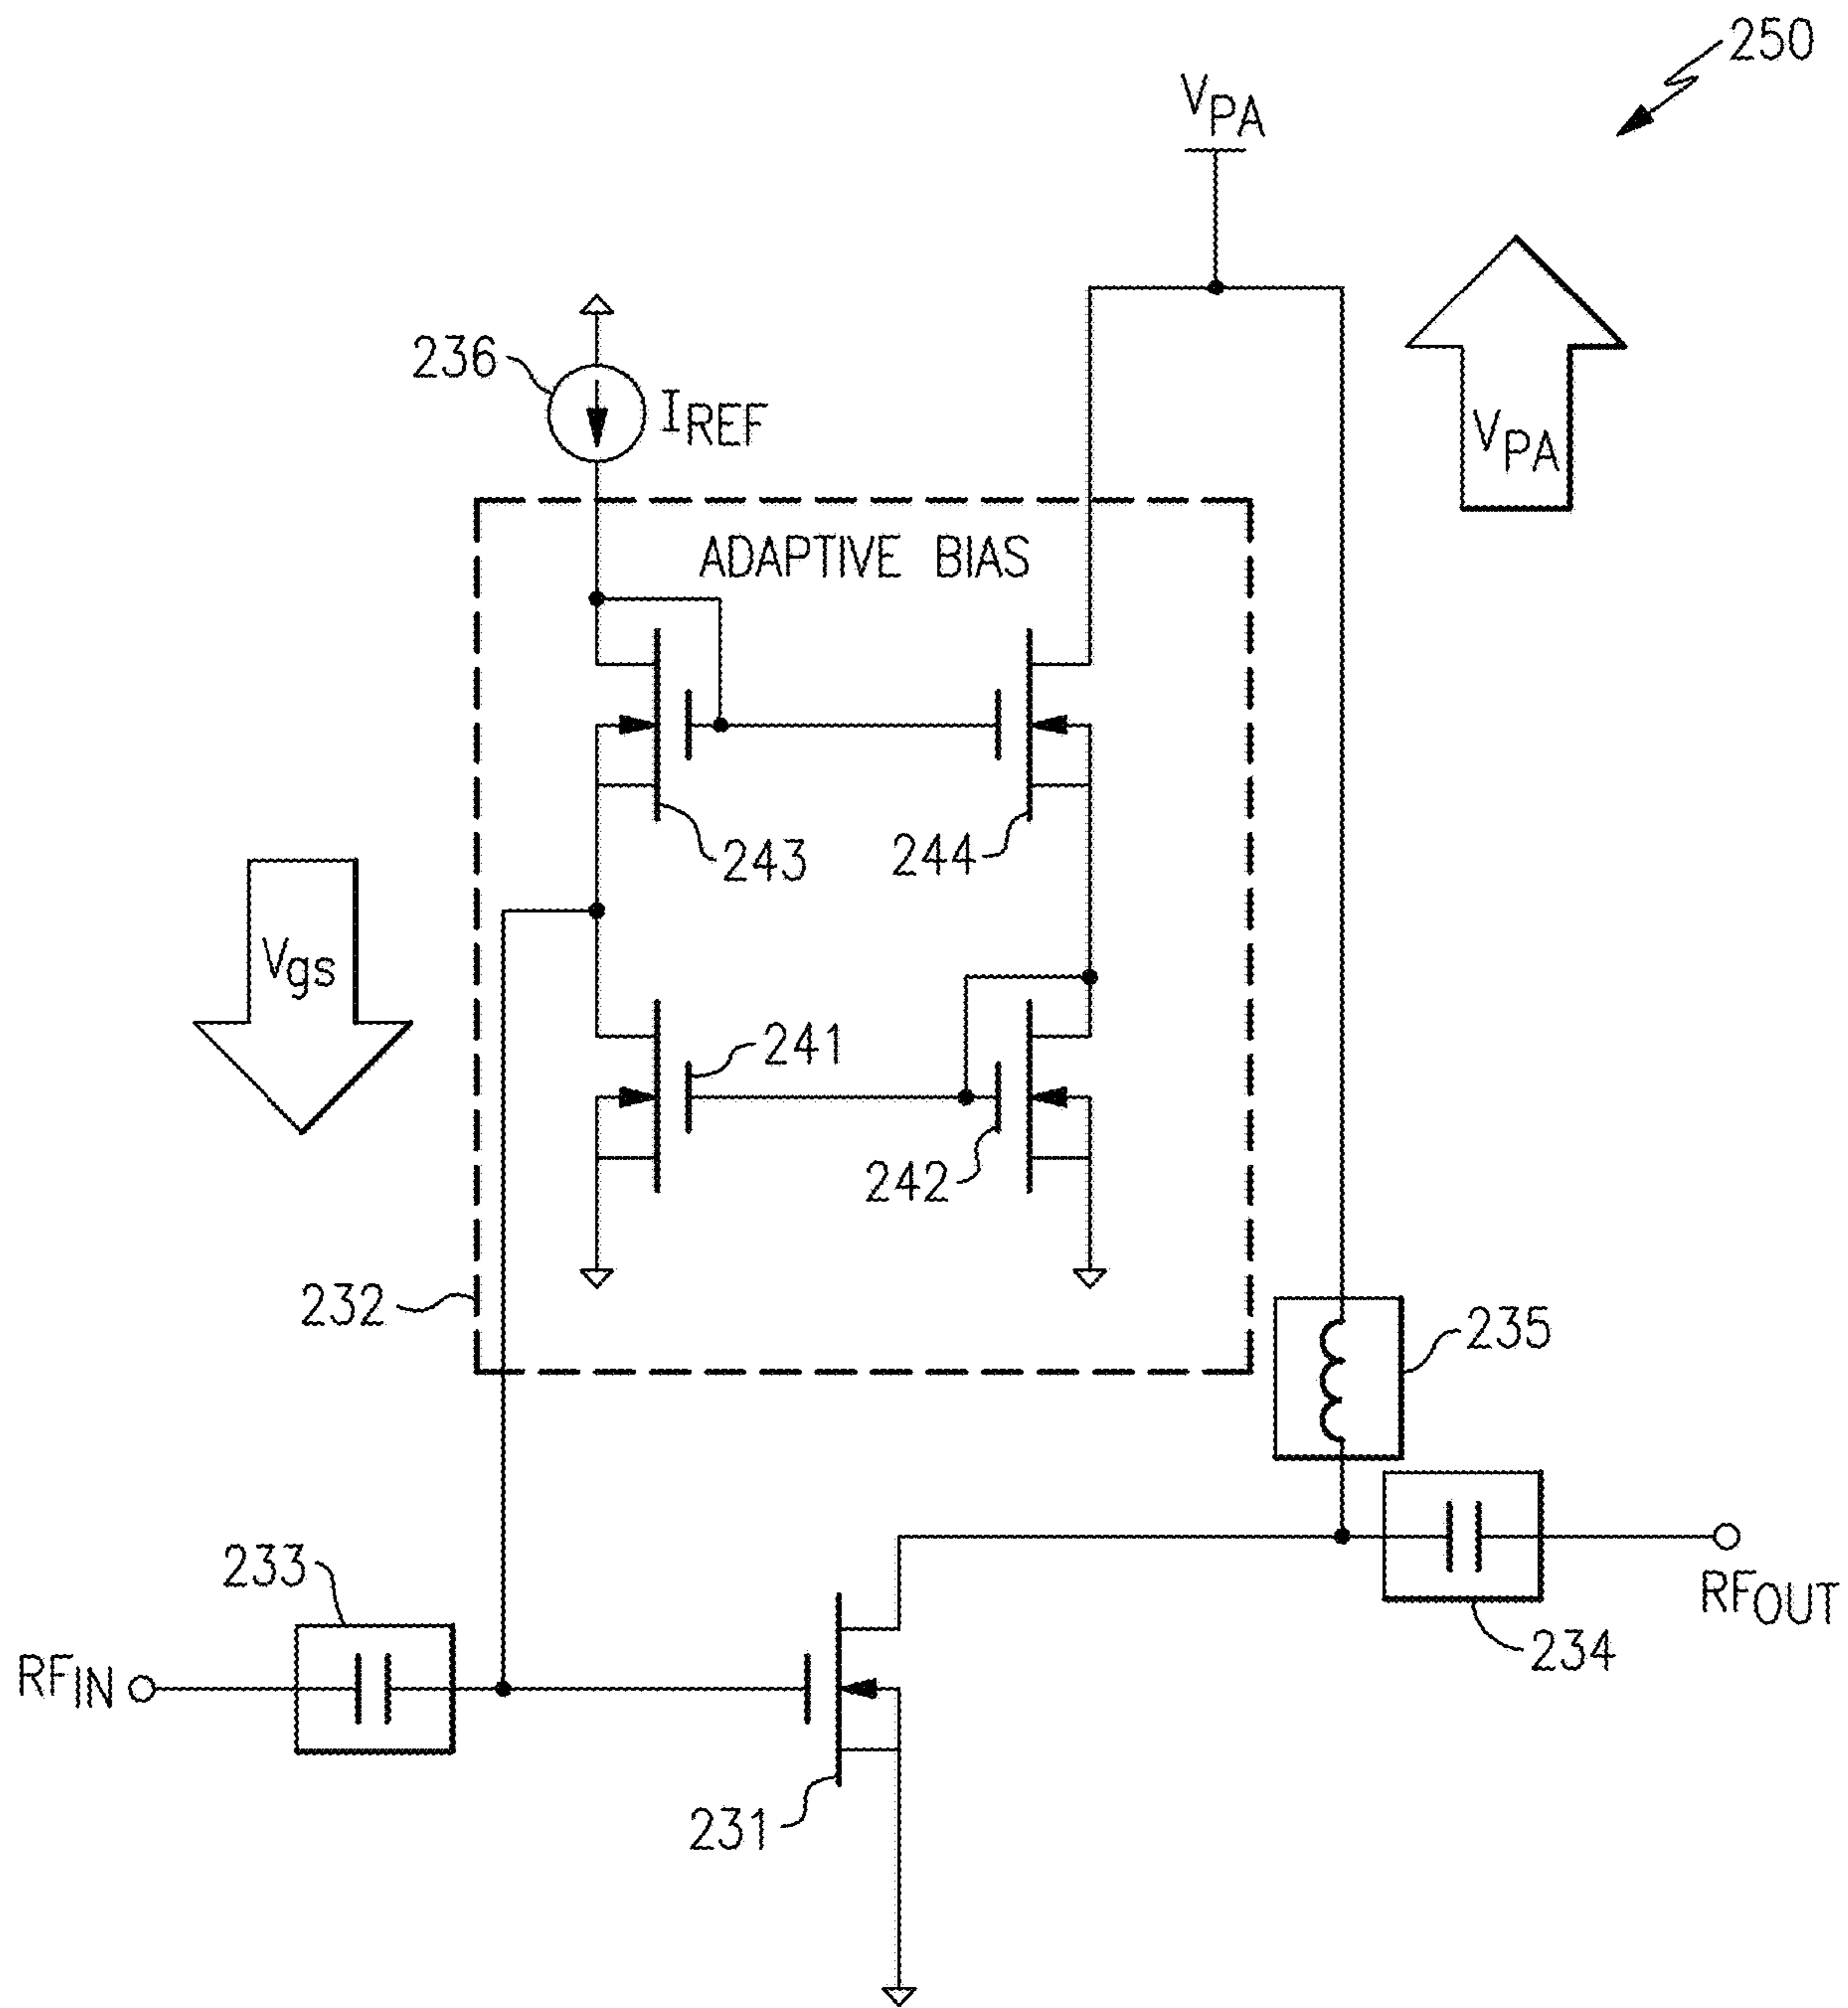 250
VPA
236
IREF
VPA
ADAPTIVE BIAS
243
244
Vgs
241
242
232
235
233
RFIN
RFOUT
234
231